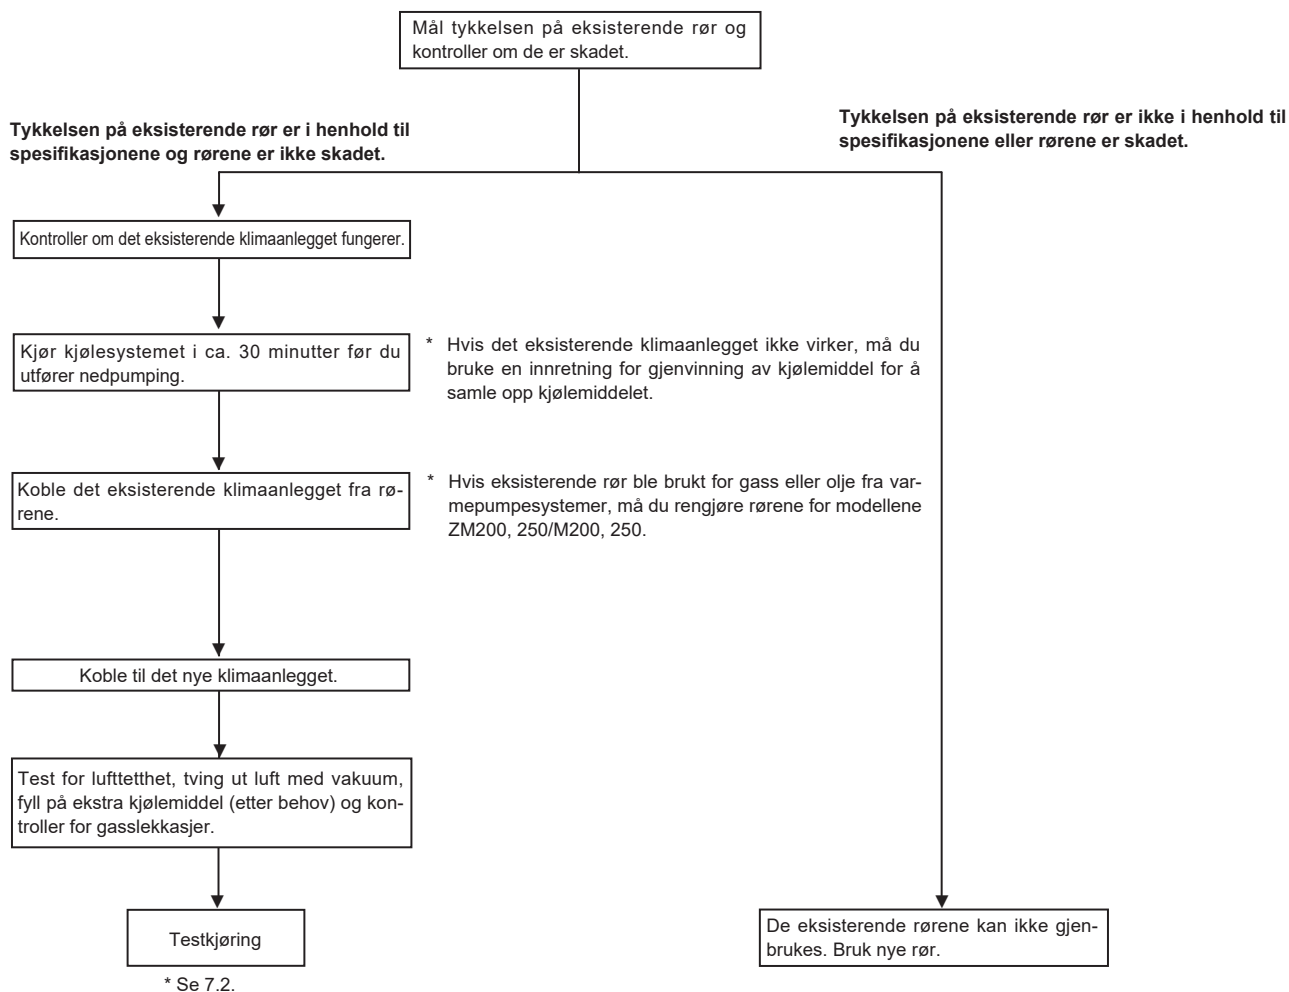 Mål tykkelsen på eksisterende rør og
kontroller om de er skadet.
Tykkelsen på eksisterende rør er i henhold til
spesifikasjonene og rørene er ikke skadet.
Tykkelsen på eksisterende rør er ikke i henhold til
spesifikasjonene eller rørene er skadet.
Kontroller om det eksisterende klimaanlegget fungerer.
Kjør kjølesystemet i ca. 30 minutter før du
utfører nedpumping.
* Hvis det eksisterende klimaanlegget ikke virker, må du
bruke en innretning for gjenvinning av kjølemiddel for å
samle opp kjølemiddelet.
Koble det eksisterende klimaanlegget fra rø-
rene.
* Hvis eksisterende rør ble brukt for gass eller olje fra var-
mepumpesystemer, må du rengjøre rørene for modellene
ZM200, 250/M200, 250.
Koble til det nye klimaanlegget.
Test for lufttetthet, tving ut luft med vakuum,
fyll på ekstra kjølemiddel (etter behov) og kon-
troller for gasslekkasjer.
Testkjøring
* Se 7.2.
De eksisterende rørene kan ikke gjen-
brukes. Bruk nye rør.